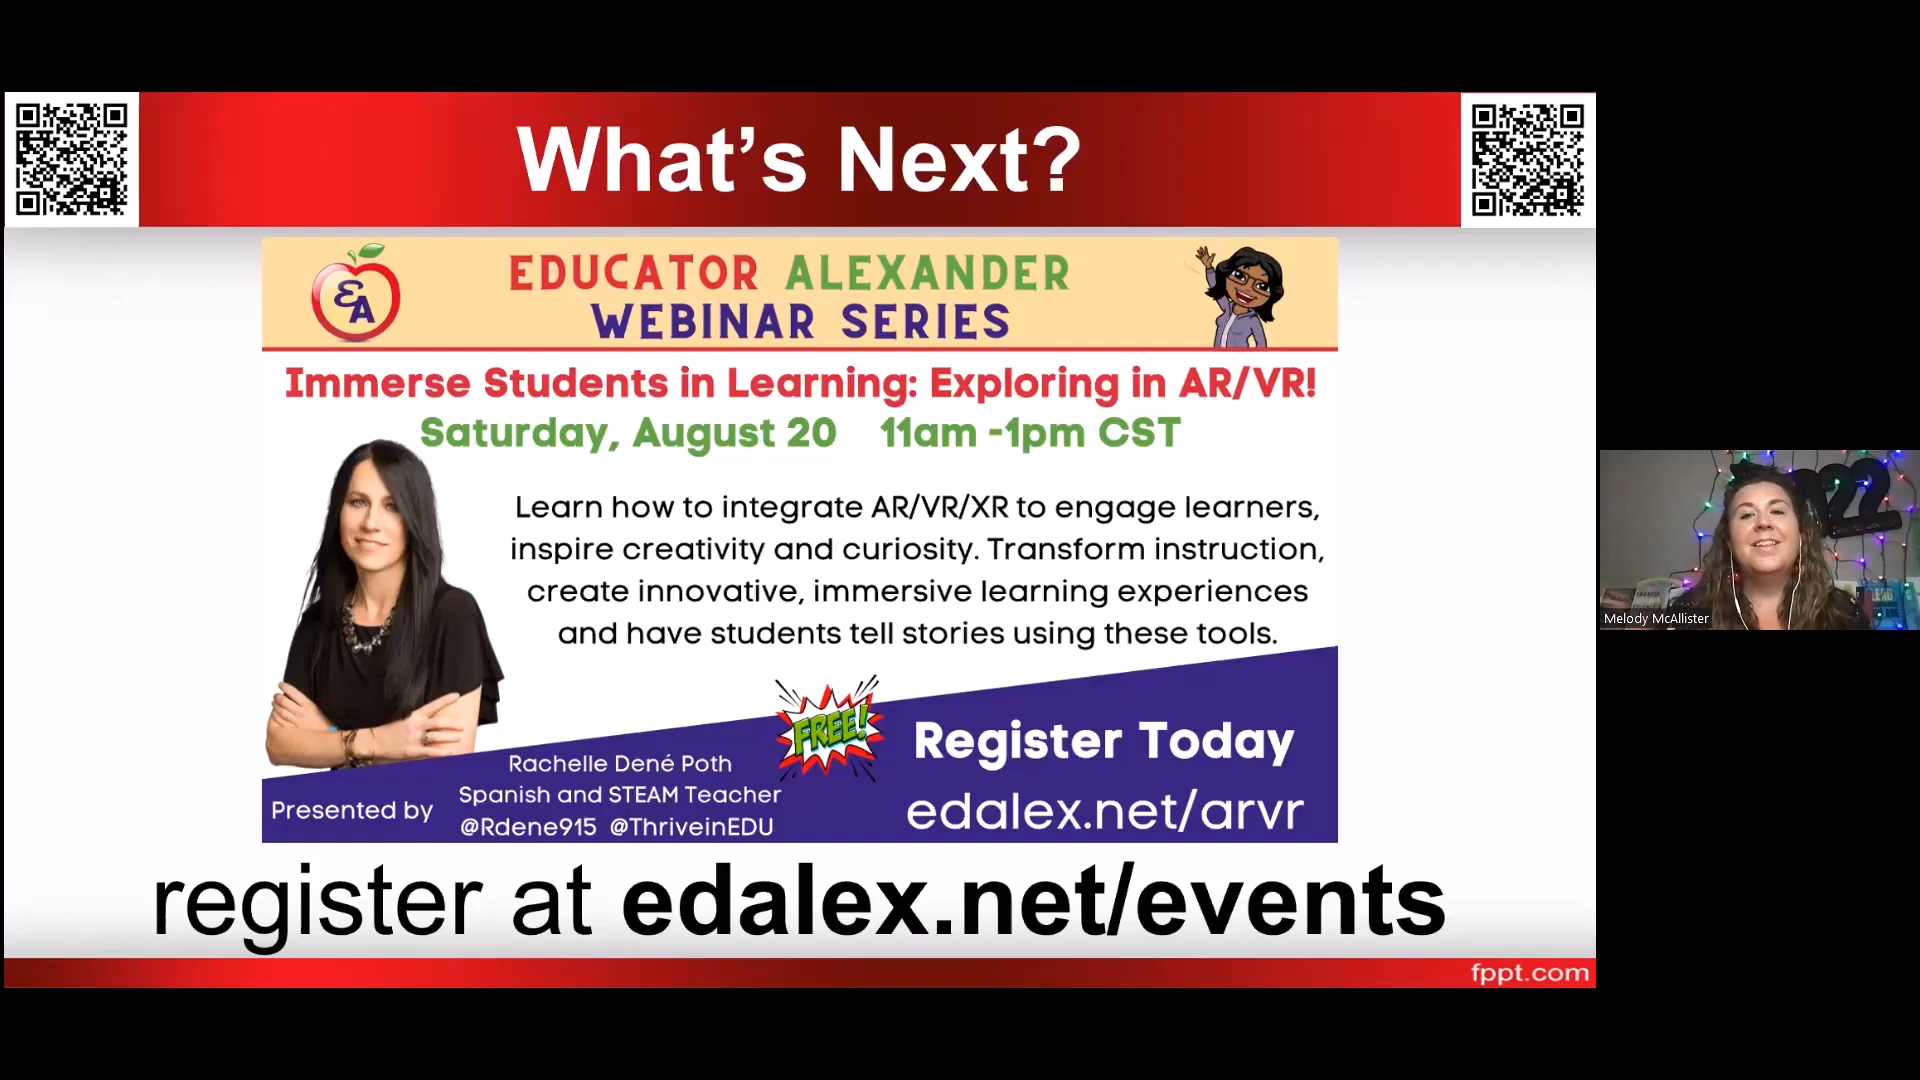 What's Next?
EA
EDUCATOR ALEXANDER
WEBINAR SERIES
Immerse Students in Learning: Exploring in AR/VR!
Saturday, August 20 11am -1pm CST
Learn how to integrate AR/VR/XR to engage learners,
inspire creativity and curiosity. Transform instruction,
create innovative, immersive learning experiences
and have students tell stories using these tools.
FREE!
Register Today
edalex.net/arvr
Presented by
Rachelle Dené Poth
Spanish and STEAM Teacher
@Rdene915 @ThriveinEDU
register at edalex.net/events
fppt.com
Melody McAllister